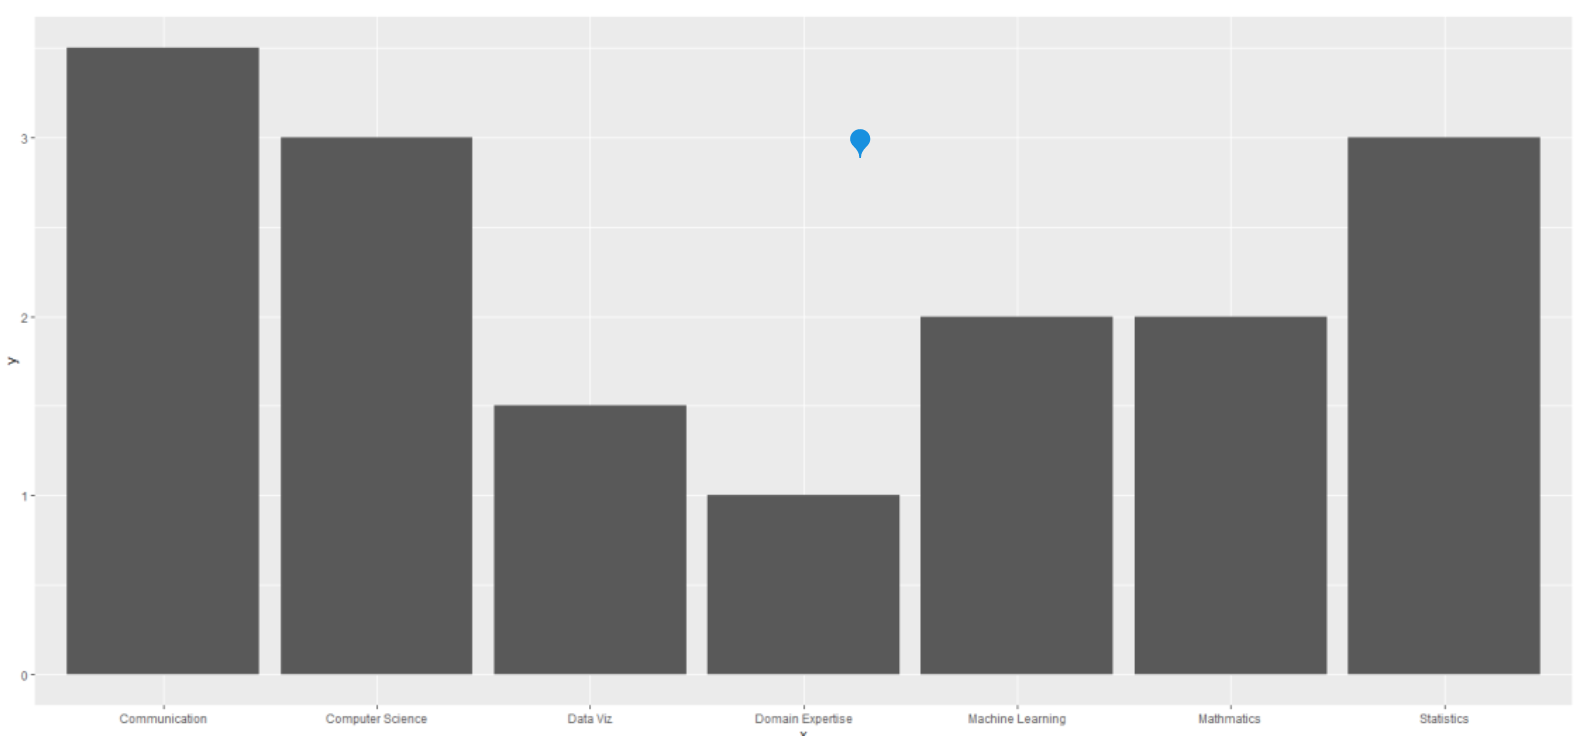 3
2
y
1
0
Communication Computer Science Data Viz Domain Expertise Machine Learning Mathmatics Statistics
x